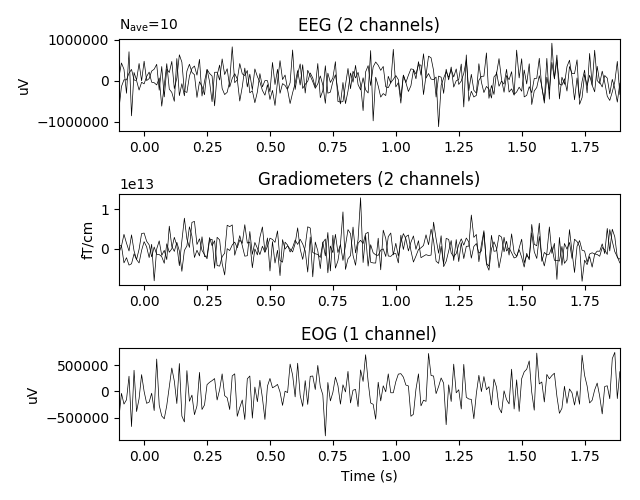 N_ave=10
EEG (2 channels)
1000000
0
−1000000
uV
0.00 0.25 0.50 0.75 1.00 1.25 1.50 1.75
1e13
Gradiometers (2 channels)
1
0
fT/cm
0.00 0.25 0.50 0.75 1.00 1.25 1.50 1.75
EOG (1 channel)
500000
0
−500000
uV
0.00 0.25 0.50 0.75 1.00 1.25 1.50 1.75
Time (s)